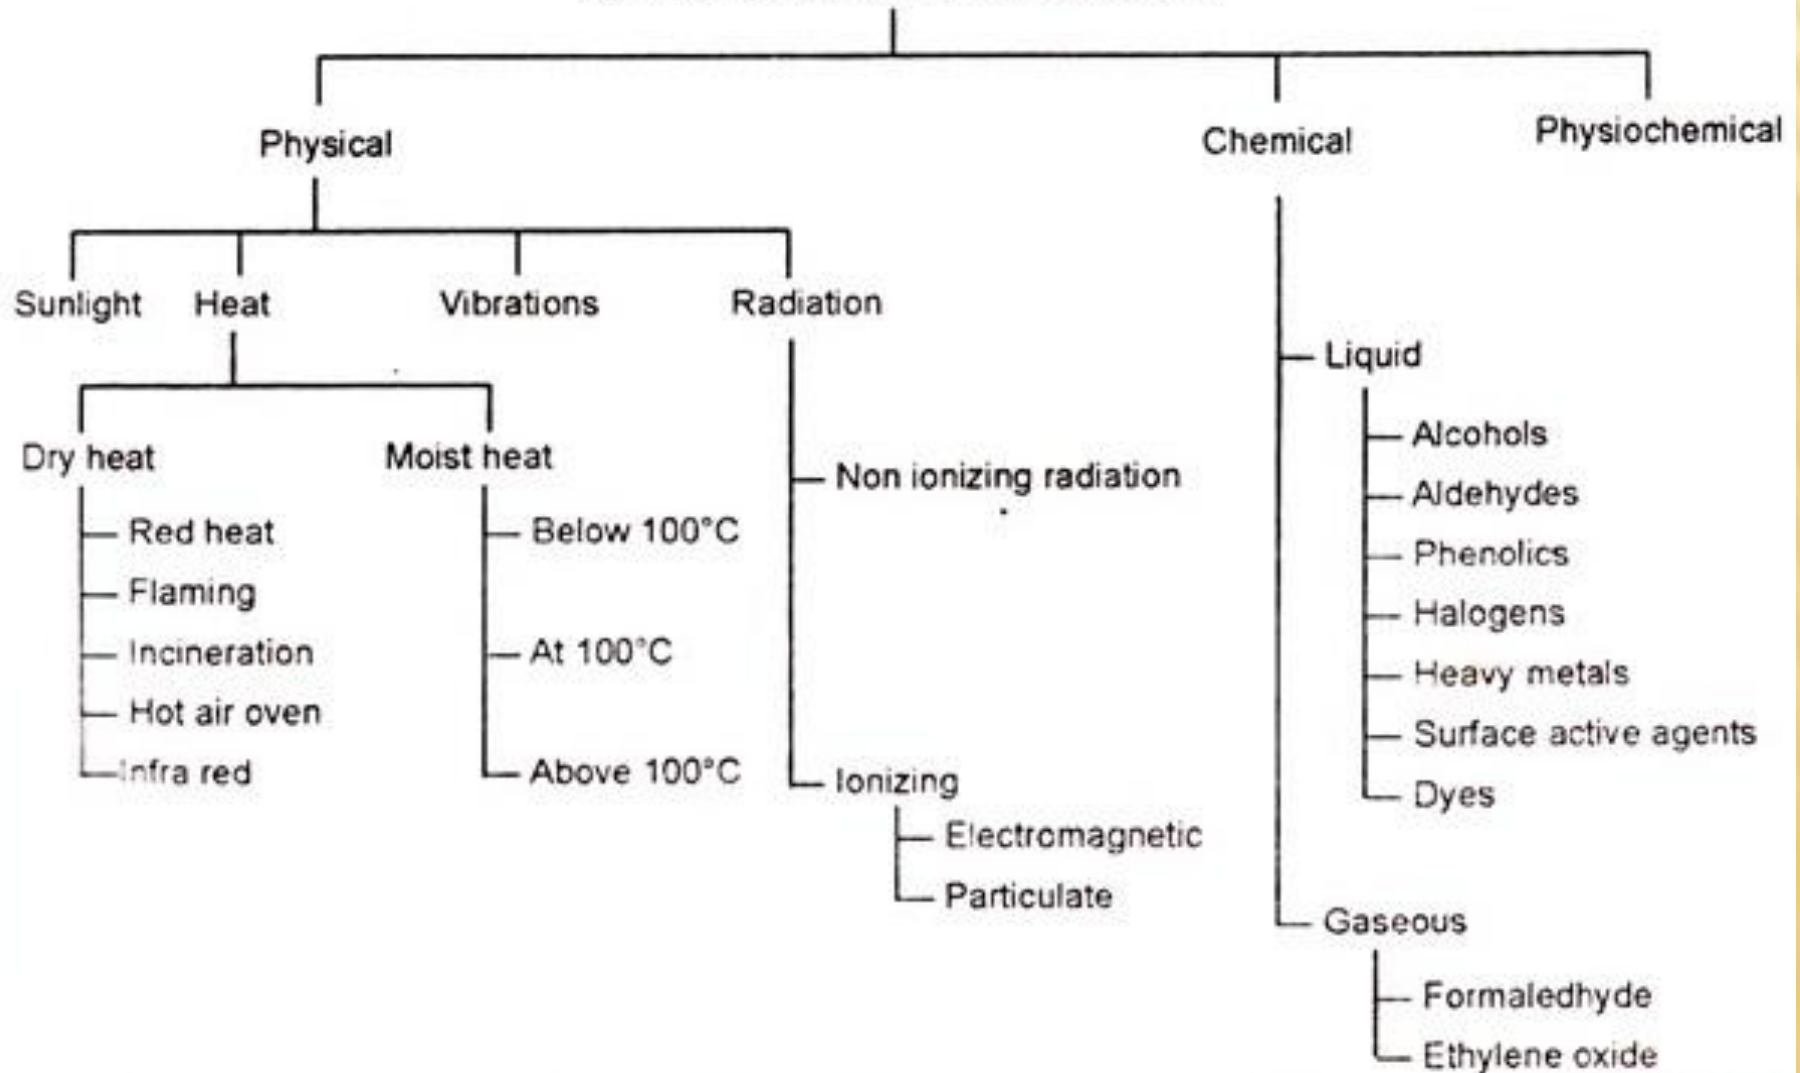 Physical
Chemical
Physiochemical
Sunlight
Heat
Vibrations
Radiation
Dry heat
Red heat
Flaming
Incineration
Hot air oven
Infra red
Moist heat
Below 100°C
At 100°C
Above 100°C
Non ionizing radiation
Ionizing
Electromagnetic
Particulate
Liquid
Alcohols
Aldehydes
Phenolics
Halogens
Heavy metals
Surface active agents
Dyes
Gaseous
Formaledhyde
Ethylene oxide